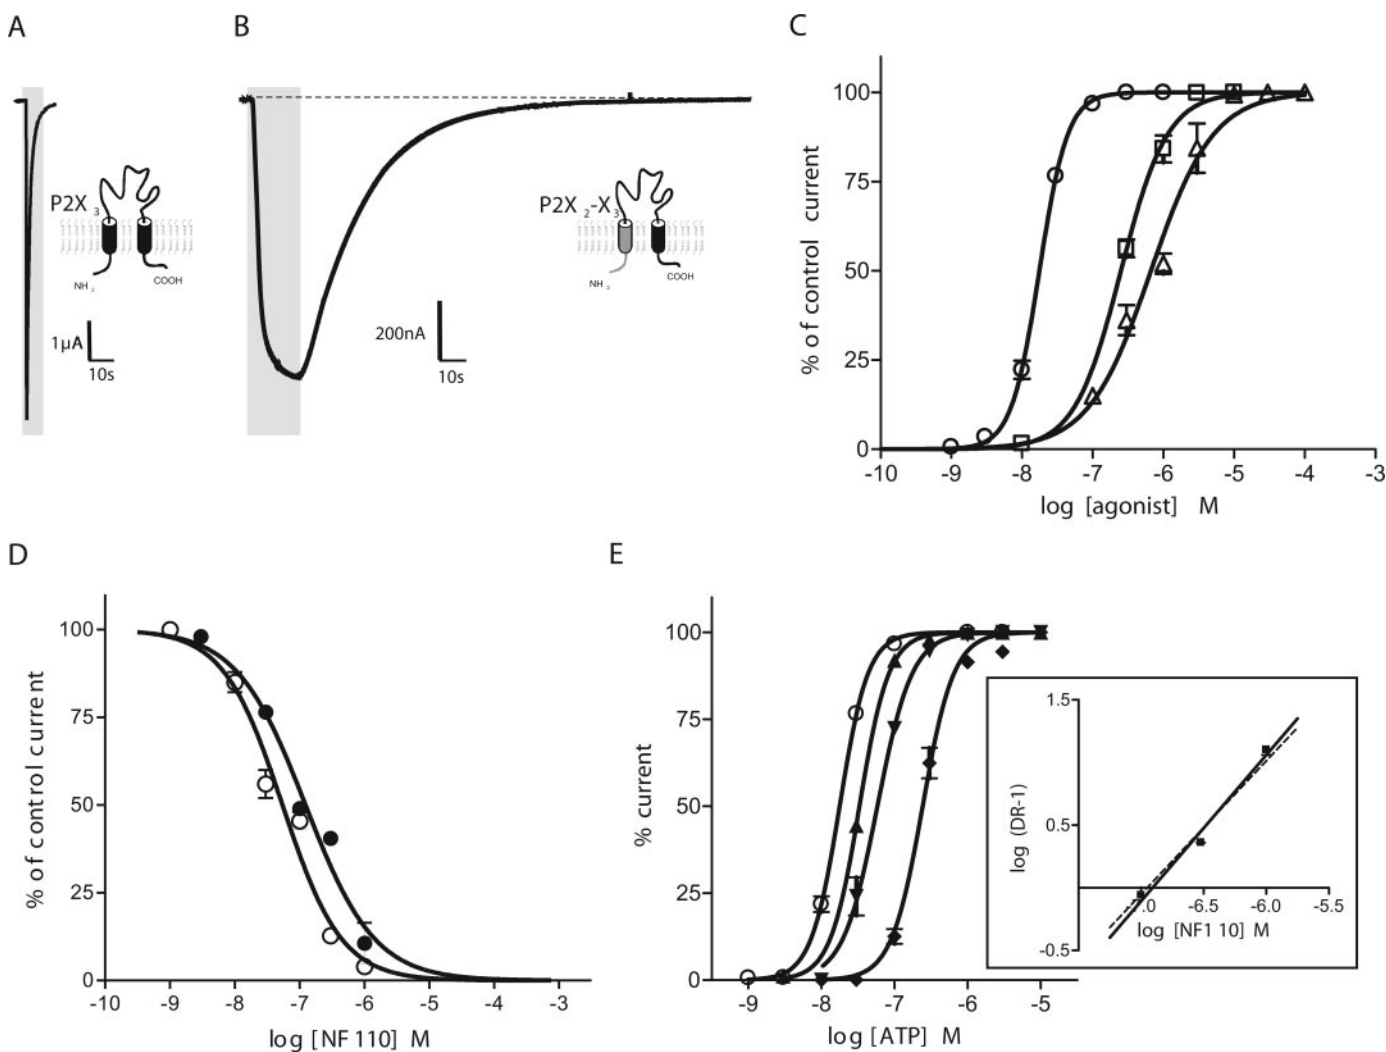 A
B
C
P2X 3
NH 2
COOH
1μA
10s
P2X 2-X3
NH 2
COOH
200nA
10s
% of control current
100
75
50
25
0
-10 -9 -8 -7 -6 -5 -4 -3
log [agonist] M
D
E
% of control current
100
75
50
25
0
-10 -9 -8 -7 -6 -5 -4 -3
log [NF 110] M
% current
100
75
50
25
0
-9 -8 -7 -6 -5
log [ATP] M
log (DR-1)
1.5
0.5
-0.5
.0 -6.5 -6.0 -5.5
log [NF1 10] M